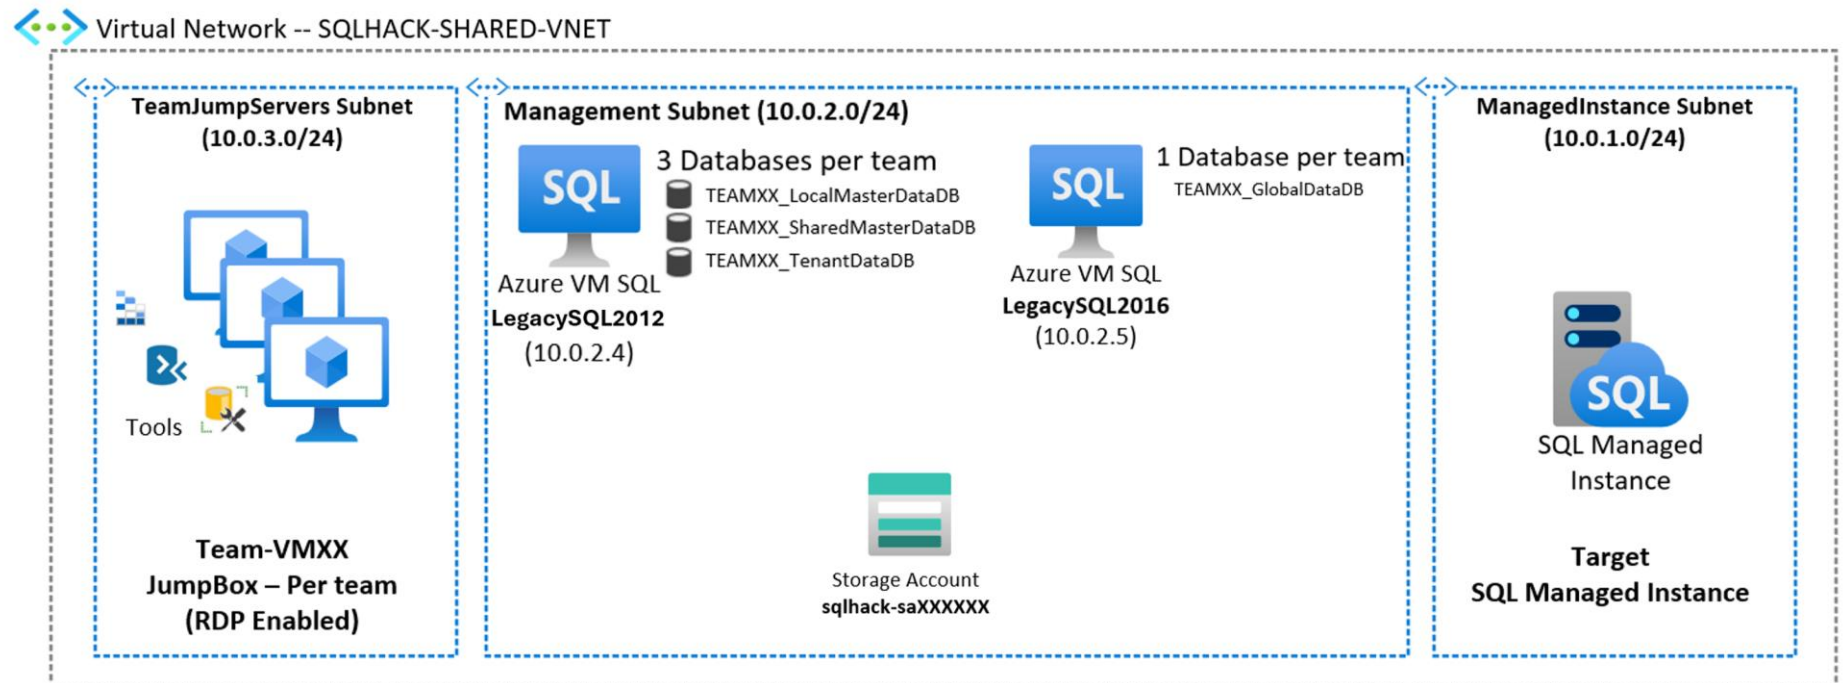 Virtual Network -- SQLHACK-SHARED-VNET
TeamJumpServers Subnet
(10.0.3.0/24)
Tools
Team-VMXX
JumpBox – Per team
(RDP Enabled)
Management Subnet (10.0.2.0/24)
SQL
3 Databases per team
TEAMXX_LocalMasterDataDB
TEAMXX_SharedMasterDataDB
TEAMXX_TenantDataDB
Azure VM SQL
LegacySQL2012
(10.0.2.4)
SQL
1 Database per team
TEAMXX_GlobalDataDB
Azure VM SQL
LegacySQL2016
(10.0.2.5)
Storage Account
sqlhack-saXXXXXX
ManagedInstance Subnet
(10.0.1.0/24)
SQL
SQL Managed
Instance
Target
SQL Managed Instance